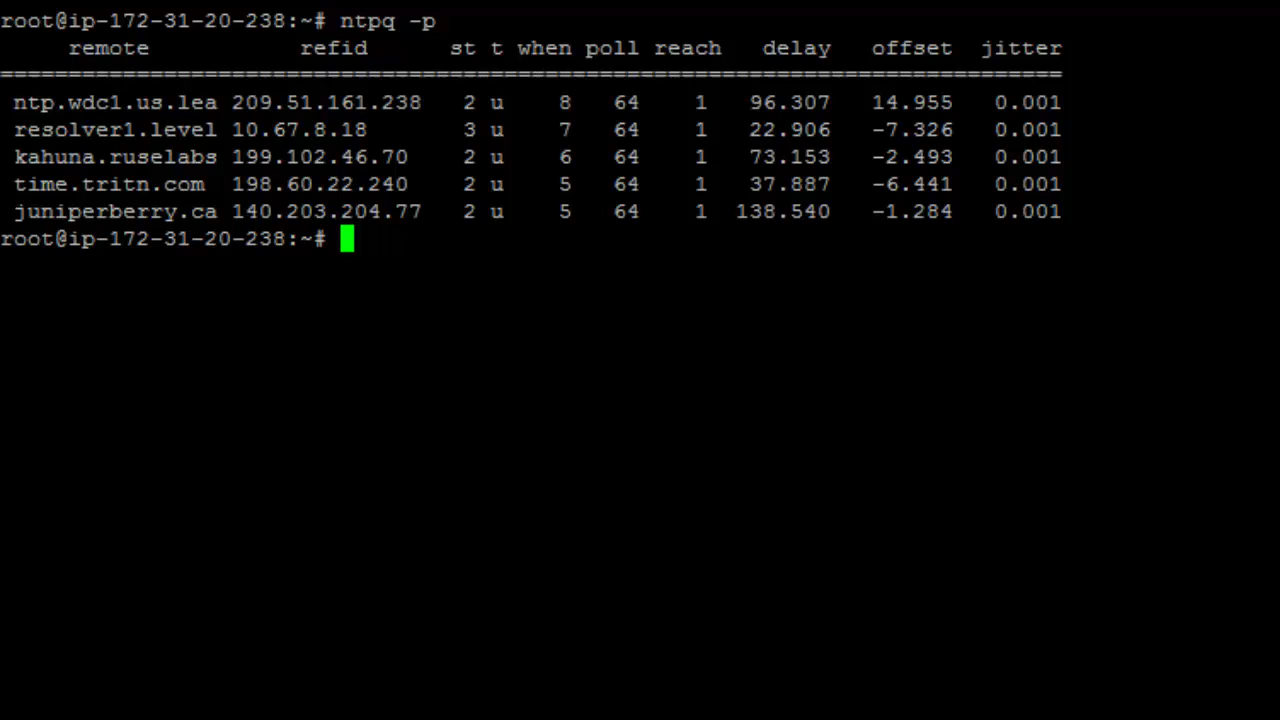 root@ip-172-31-20-238:~# ntpq -p
     remote           refid      st t when poll reach   delay   offset  jitter
==============================================================================
 ntp.wdc1.us.lea 209.51.161.238   2 u    8   64    1   96.307   14.955   0.001
 resolver1.level 10.67.8.18       3 u    7   64    1   22.906   -7.326   0.001
 kahuna.ruselabs 199.102.46.70    2 u    6   64    1   73.153   -2.493   0.001
 time.tritn.com  198.60.22.240    2 u    5   64    1   37.887   -6.441   0.001
 juniperberry.ca 140.203.204.77   2 u    5   64    1  138.540   -1.284   0.001
root@ip-172-31-20-238:~#